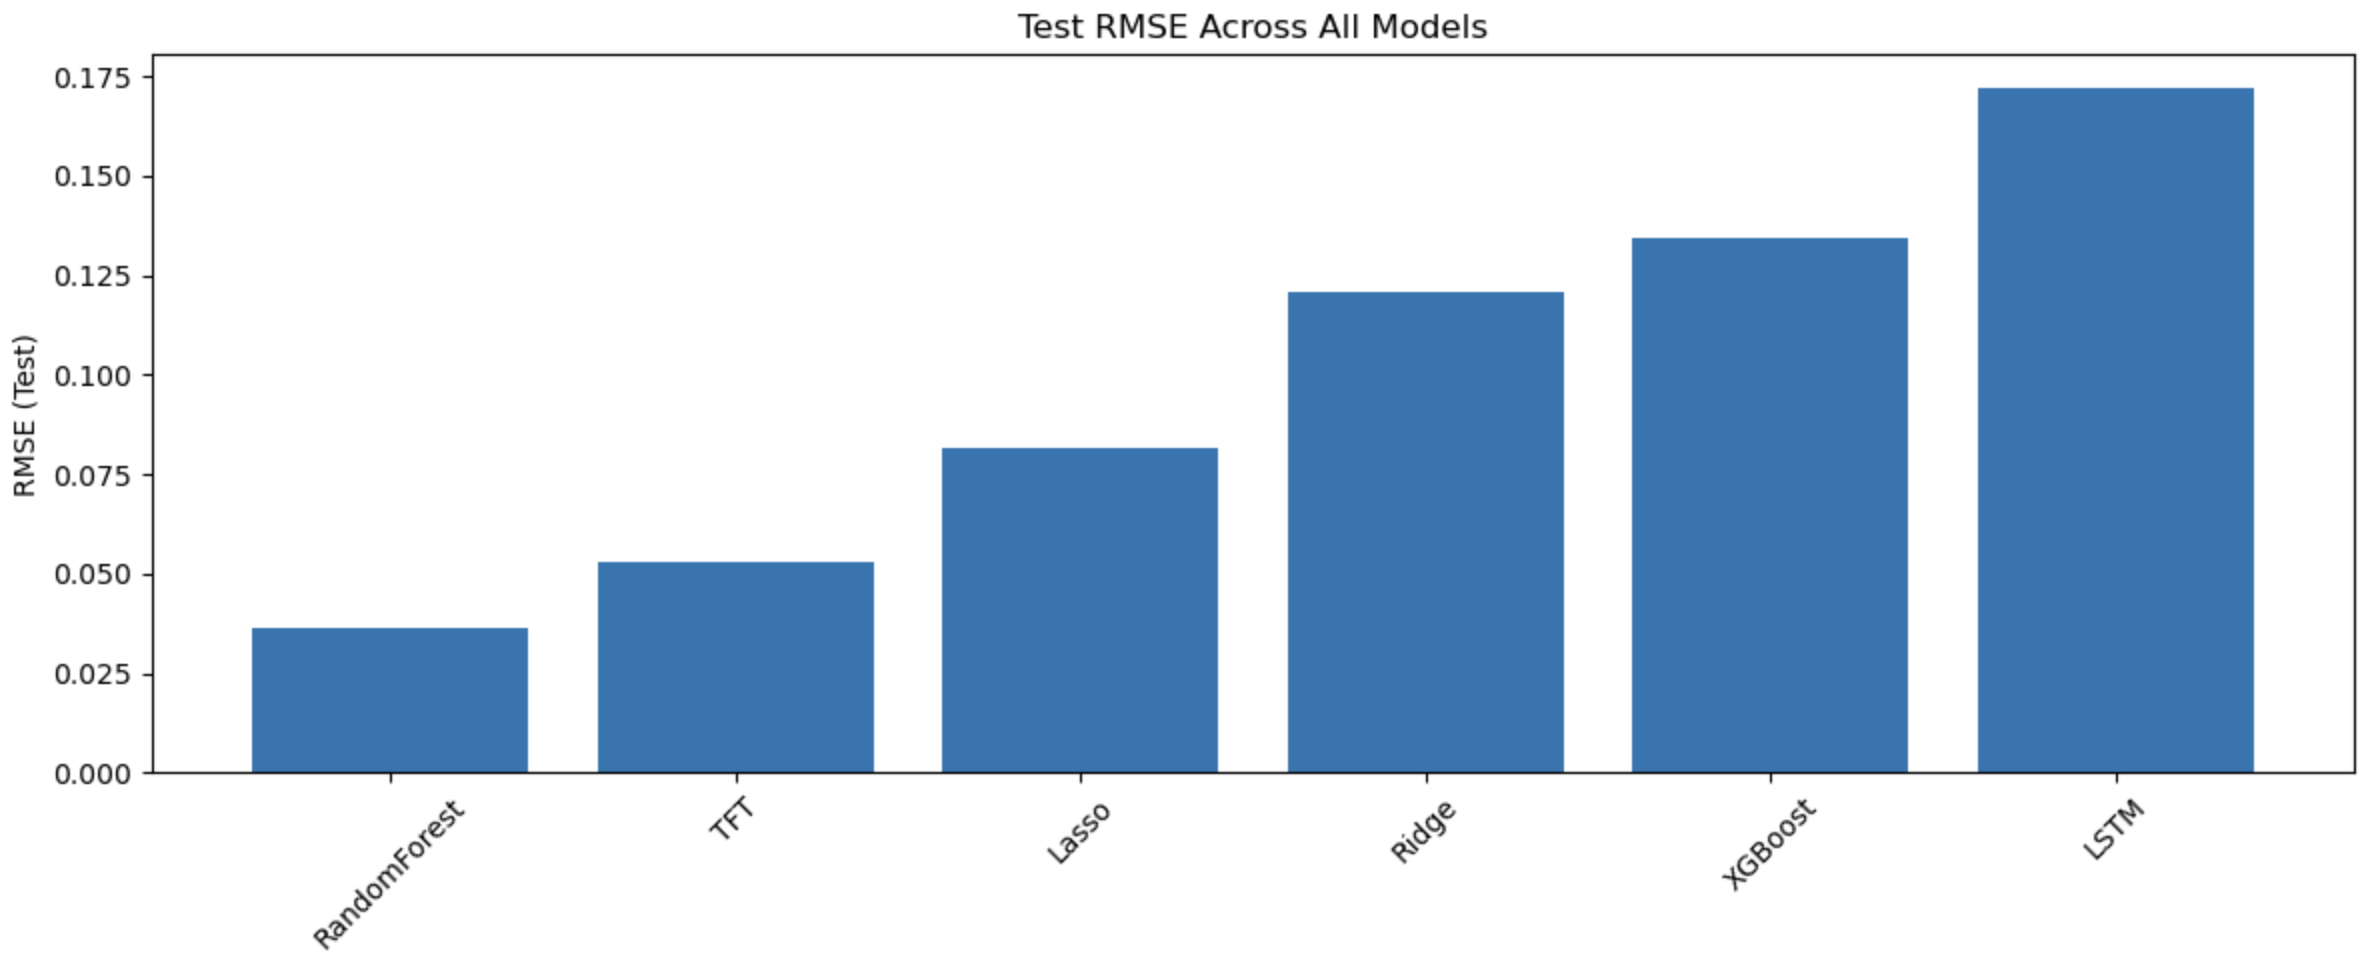 Test RMSE Across All Models
RMSE (Test)
0.175
0.150
0.125
0.100
0.075
0.050
0.025
0.000
RandomForest
TFT
Lasso
Ridge
XGBoost
LSTM